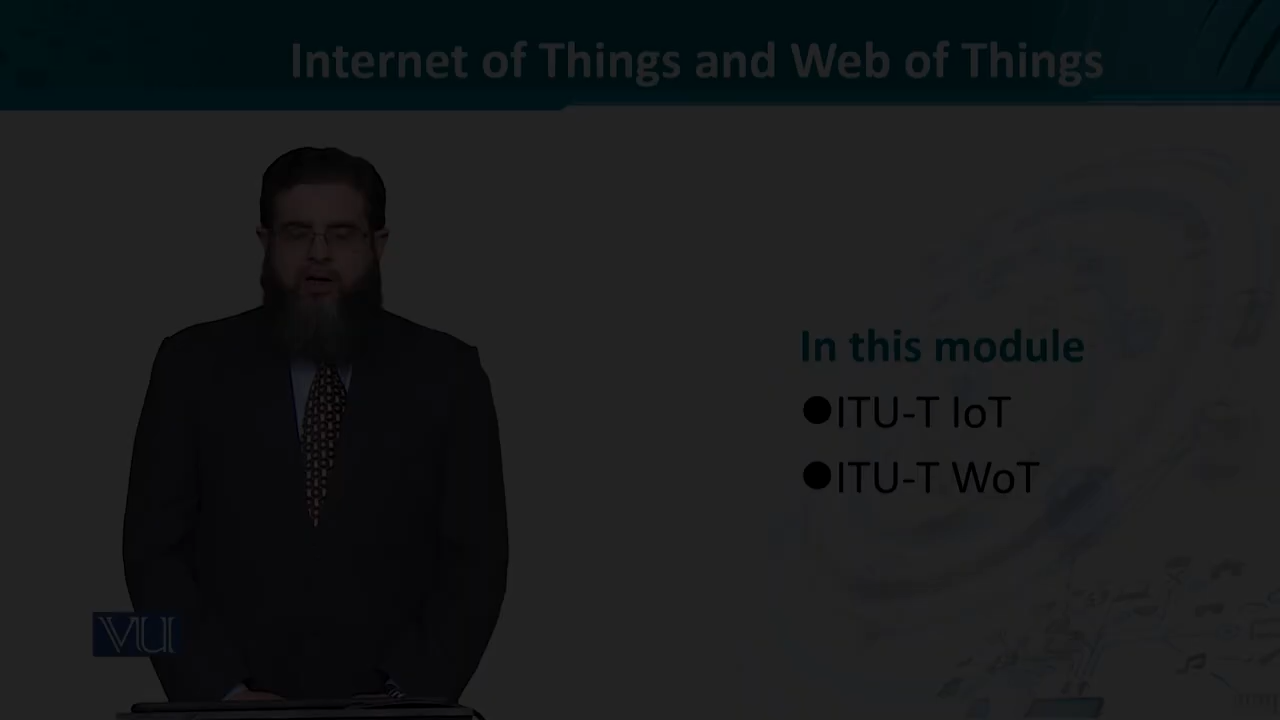 Internet of Things and Web of Things
In this module
●ITU-T IoT
●ITU-T WoT
VU